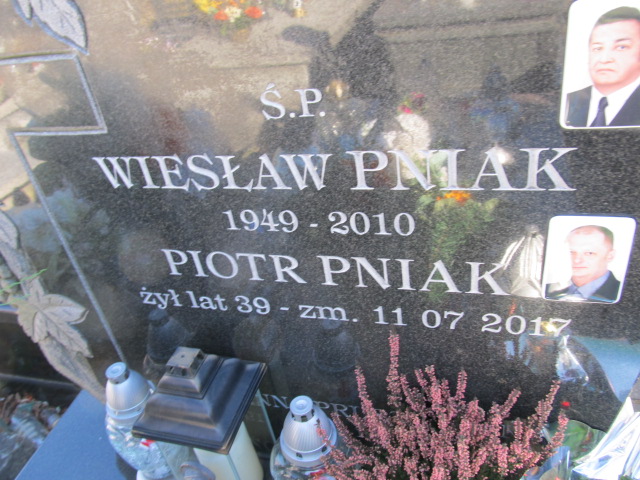 Ś.P.
WIESŁAW PNIAK
1949 - 2010
PIOTR PNIAK
żył lat 39 - zm. 11 07 2017